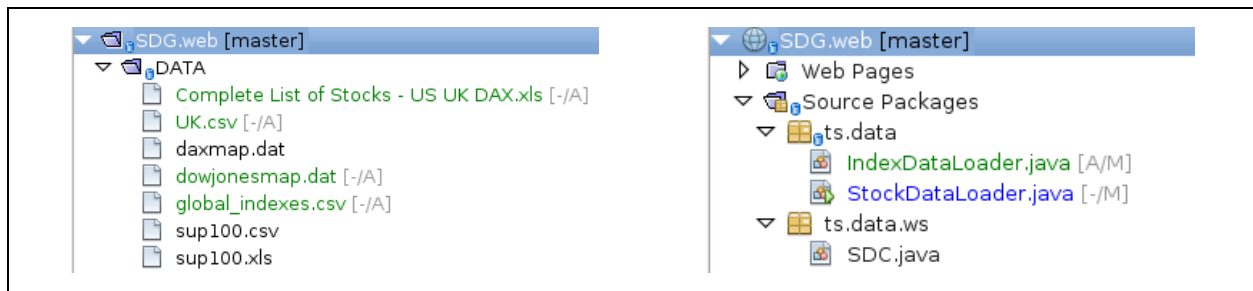 SDG.web [master]
DATA
Complete List of Stocks - US UK DAX.xls [-/A]
UK.csv [-/A]
daxmap.dat
dowjonesmap.dat [-/A]
global_indexes.csv [-/A]
sup100.csv
sup100.xls
SDG.web [master]
Web Pages
Source Packages
ts.data
IndexDataLoader.java [A/M]
StockDataLoader.java [-/M]
ts.data.ws
SDC.java